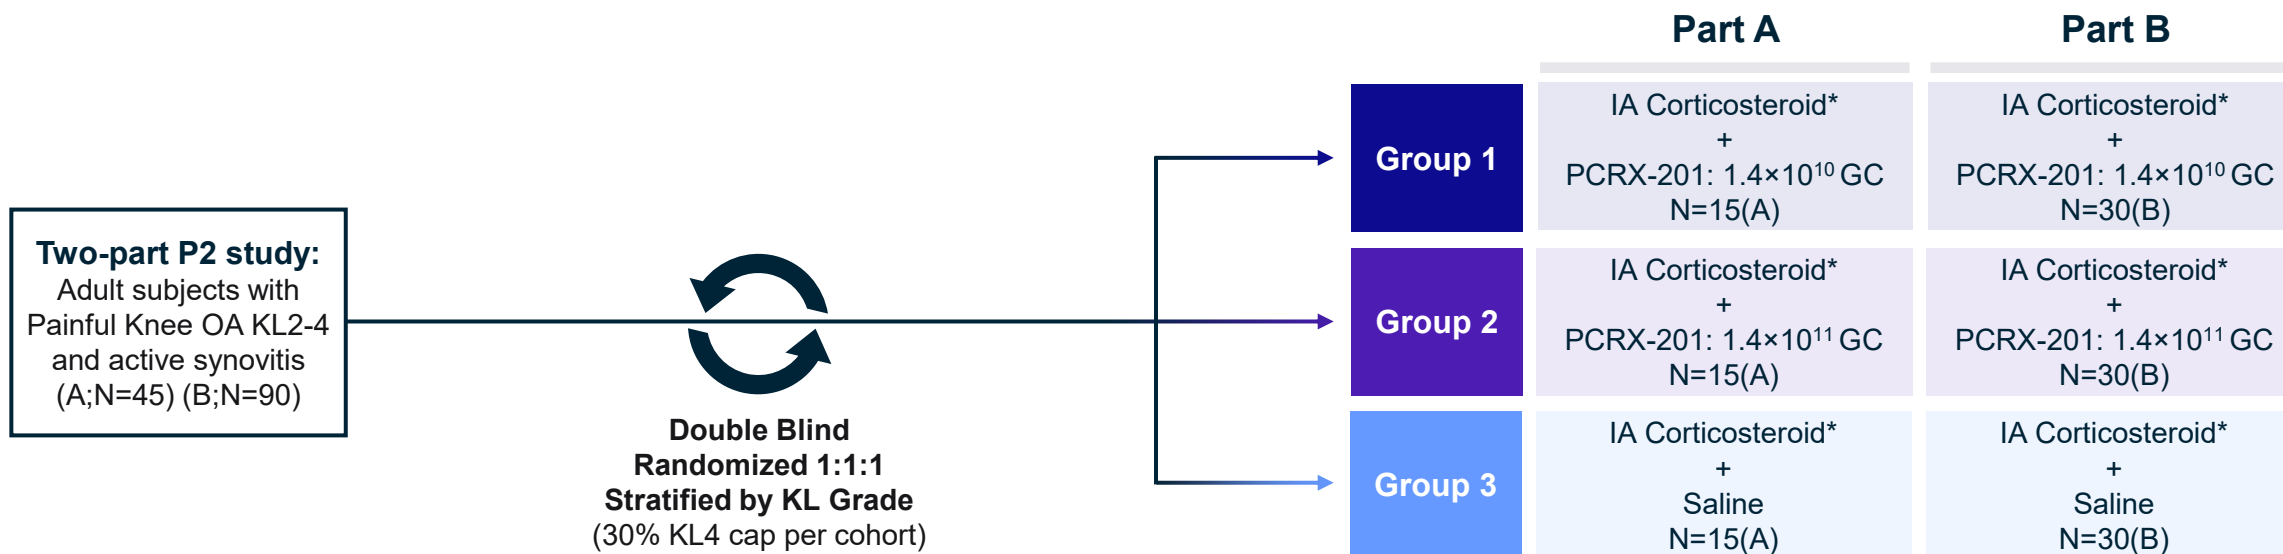 Two-part P2 study:
Adult subjects with
Painful Knee OA KL2-4
and active synovitis
(A;N=45) (B;N=90)
Double Blind
Randomized 1:1:1
Stratified by KL Grade
(30% KL4 cap per cohort)
Part A
Part B
Group 1
IA Corticosteroid*
+
PCRX-201: 1.4×10¹⁰ GC
N=15(A)
IA Corticosteroid*
+
PCRX-201: 1.4×10¹⁰ GC
N=30(B)
Group 2
IA Corticosteroid*
+
PCRX-201: 1.4×10¹¹ GC
N=15(A)
IA Corticosteroid*
+
PCRX-201: 1.4×10¹¹ GC
N=30(B)
Group 3
IA Corticosteroid*
+
Saline
N=15(A)
IA Corticosteroid*
+
Saline
N=30(B)